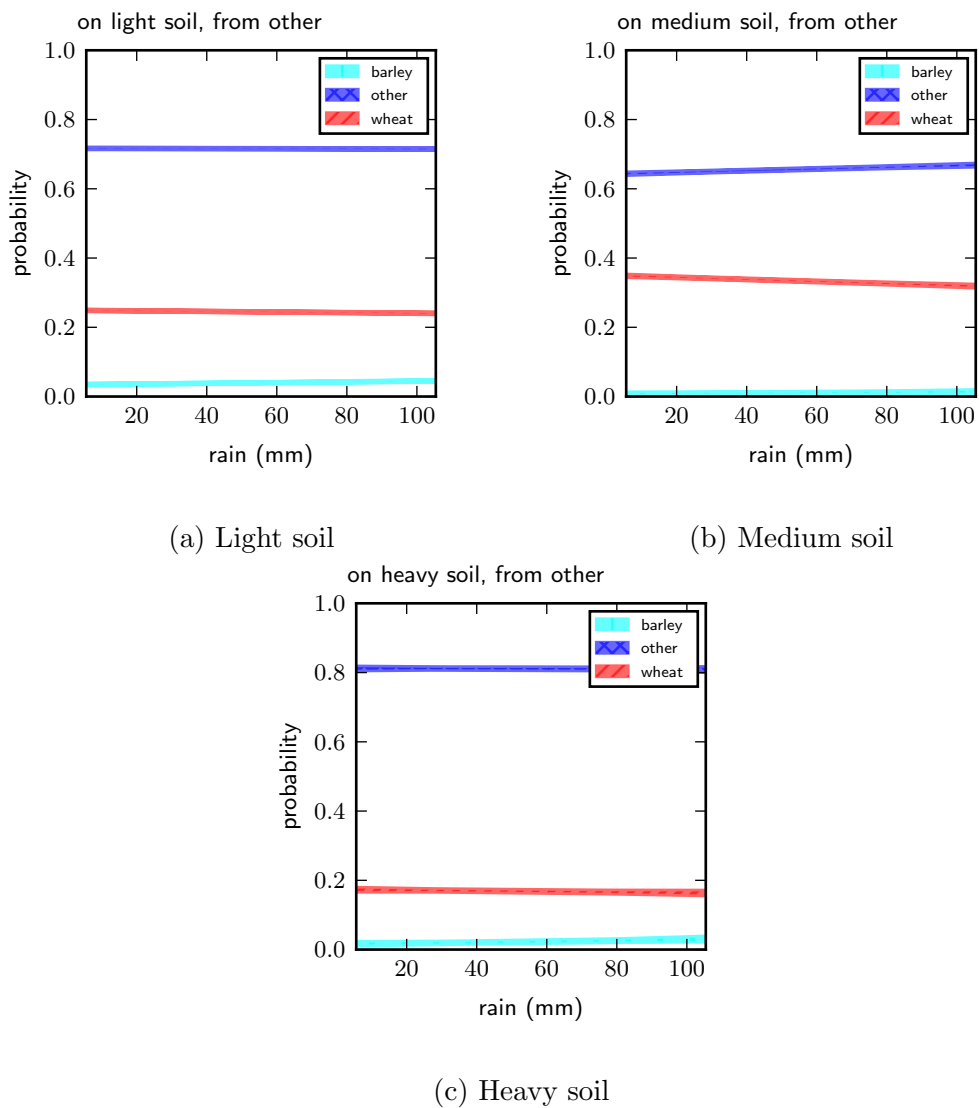 on light soil, from other
1.0
0.8
0.6
0.4
0.2
0.0
probability
barley
other
wheat
20 40 60 80 100
rain (mm)
(a) Light soil
on medium soil, from other
1.0
0.8
0.6
0.4
0.2
0.0
probability
barley
other
wheat
20 40 60 80 100
rain (mm)
(b) Medium soil
on heavy soil, from other
1.0
0.8
0.6
0.4
0.2
0.0
probability
barley
other
wheat
20 40 60 80 100
rain (mm)
(c) Heavy soil